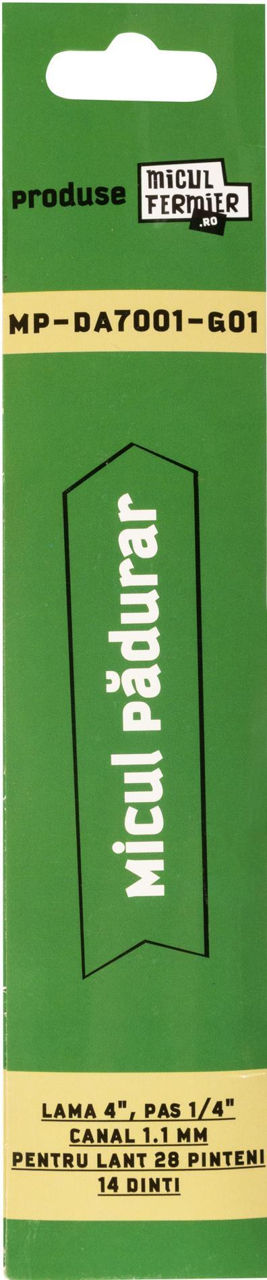 produse
MiCUL
FERMiER
.RO
MP-DA7001-G01
Micul Pădurar
LAMA 4", PAS 1/4"
CANAL 1.1 MM
PENTRU LANT 28 PINTENI
14 DINTI